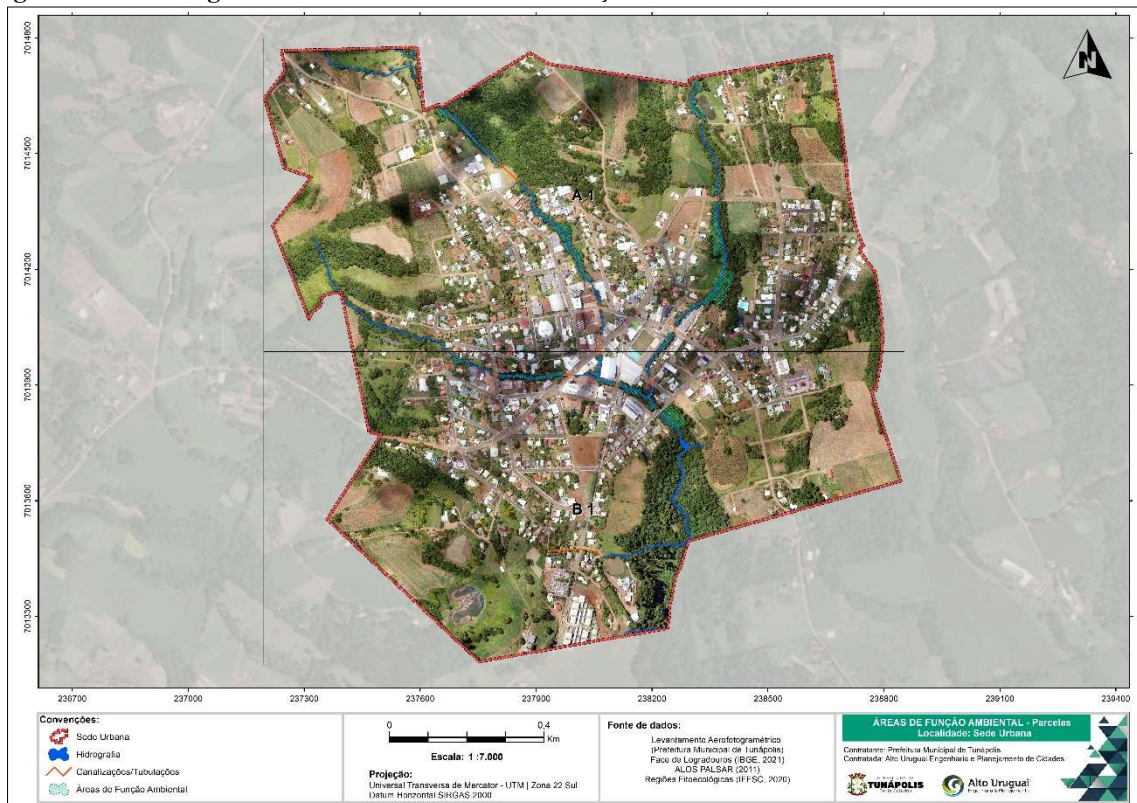 7014800
7014500
7014200
7013900
7013600
7013300
N
A 1
B 1
236700 237000 237300 237600 237900 238200 238500 238800 239100 239400
Convenções:
Sede Urbana
Hidrografia
Canalizações/Tubulações
Áreas de Função Ambiental
0 0,4
Km
Escala: 1:7.000
Projeção:
Universal Transversa de Mercator - UTM | Zona 22 Sul
Datum Horizontal SIRGAS 2000
Fonte de dados:
Levantamento Aerofotogramétrico
(Prefeitura Municipal de Tunápolis)
Face de Logradouros (IBGE, 2021)
ALOS PALSAR (2011)
Regiões Fitoecológicas (IFFSC, 2020)
ÁREAS DE FUNÇÃO AMBIENTAL - Parcelas
Localidade: Sede Urbana
Contratante: Prefeitura Municipal de Tunápolis
Contratada: Alto Uruguai Engenharia e Planejamento de Cidades.
TUNÁPOLIS
Alto Uruguai
Engenharia e Planejamento